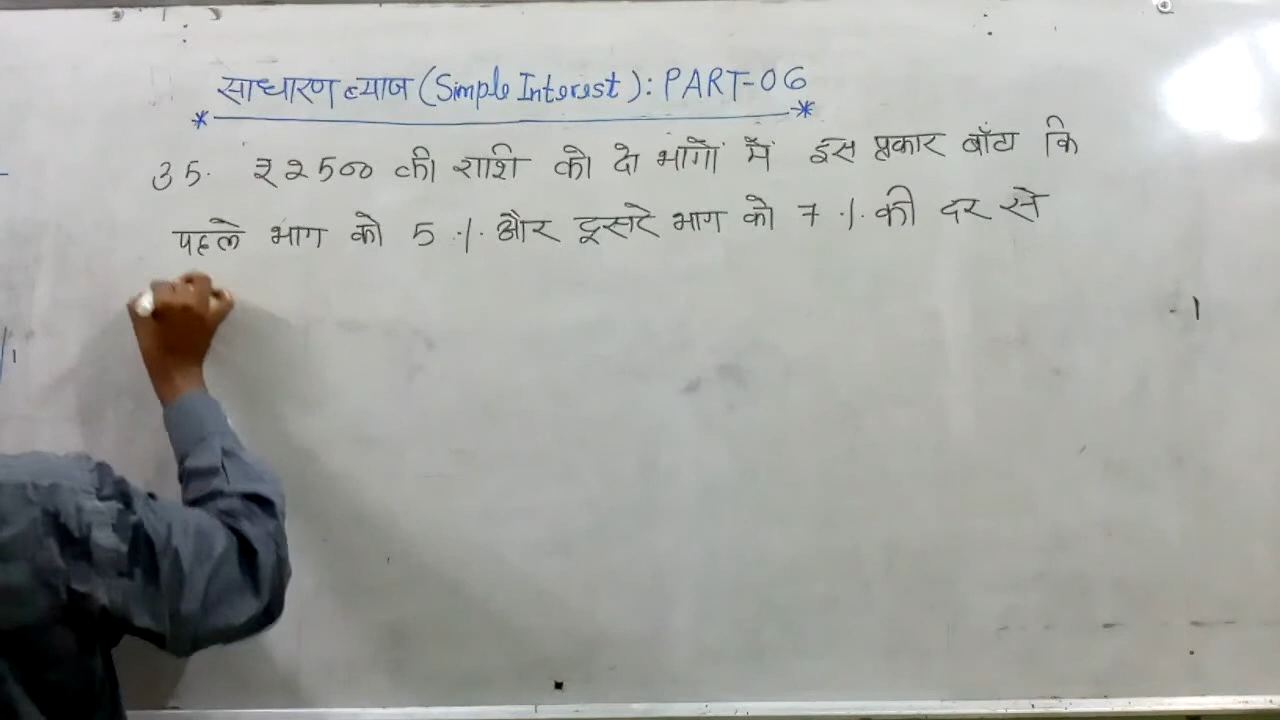 साधारण ब्याज (Simple Interest): PART-06
35. ₹2500 की राशि को दो भागों में इस प्रकार बाँटा कि
पहले भाग को 5 % और दूसरे भाग को 7 % की दर से